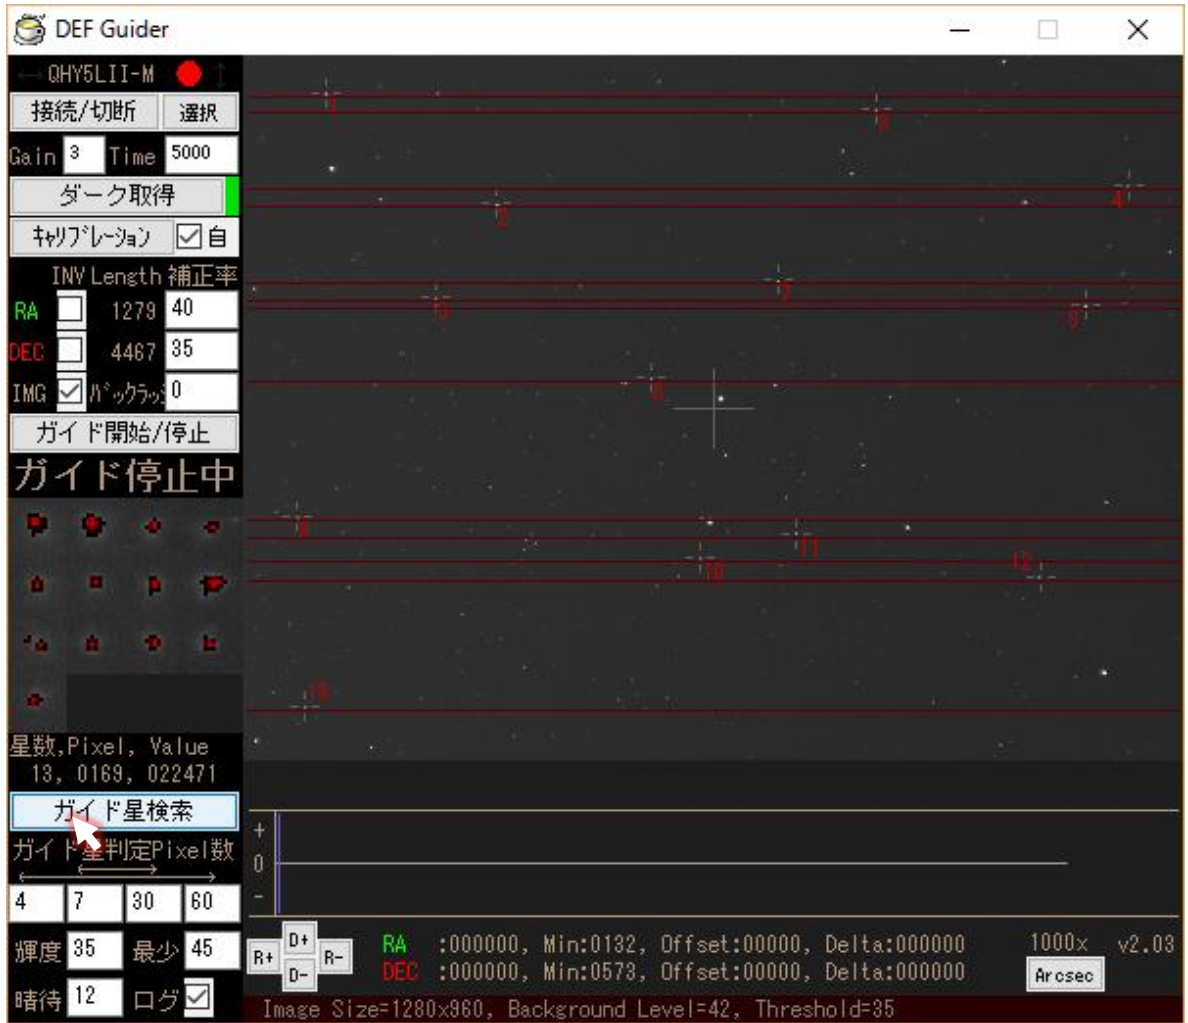 DEF Guider
QHY5LII-M
接続/切断 選択
Gain 3 Time 5000
ダーク取得
ｷｬﾘﾌﾞﾚｰｼｮﾝ 自
INV Length 補正率
RA 1279 40
DEC 4467 35
IMG ﾊﾞｯｸﾗｯｼ 0
ガイド開始/停止
ガイド停止中
星数,Pixel, Value
13, 0169, 022471
ガイド星検索
ガイド星判定Pixel数
4 7 30 60
輝度 35 最少 45
晴待 12 ログ
1
4
7
9
10
11
12
+
0
-
R+ D+ D- R-
RA :000000, Min:0132, Offset:00000, Delta:000000
DEC :000000, Min:0573, Offset:00000, Delta:000000
1000x v2.03
Arcsec
Image Size=1280x960, Background Level=42, Threshold=35